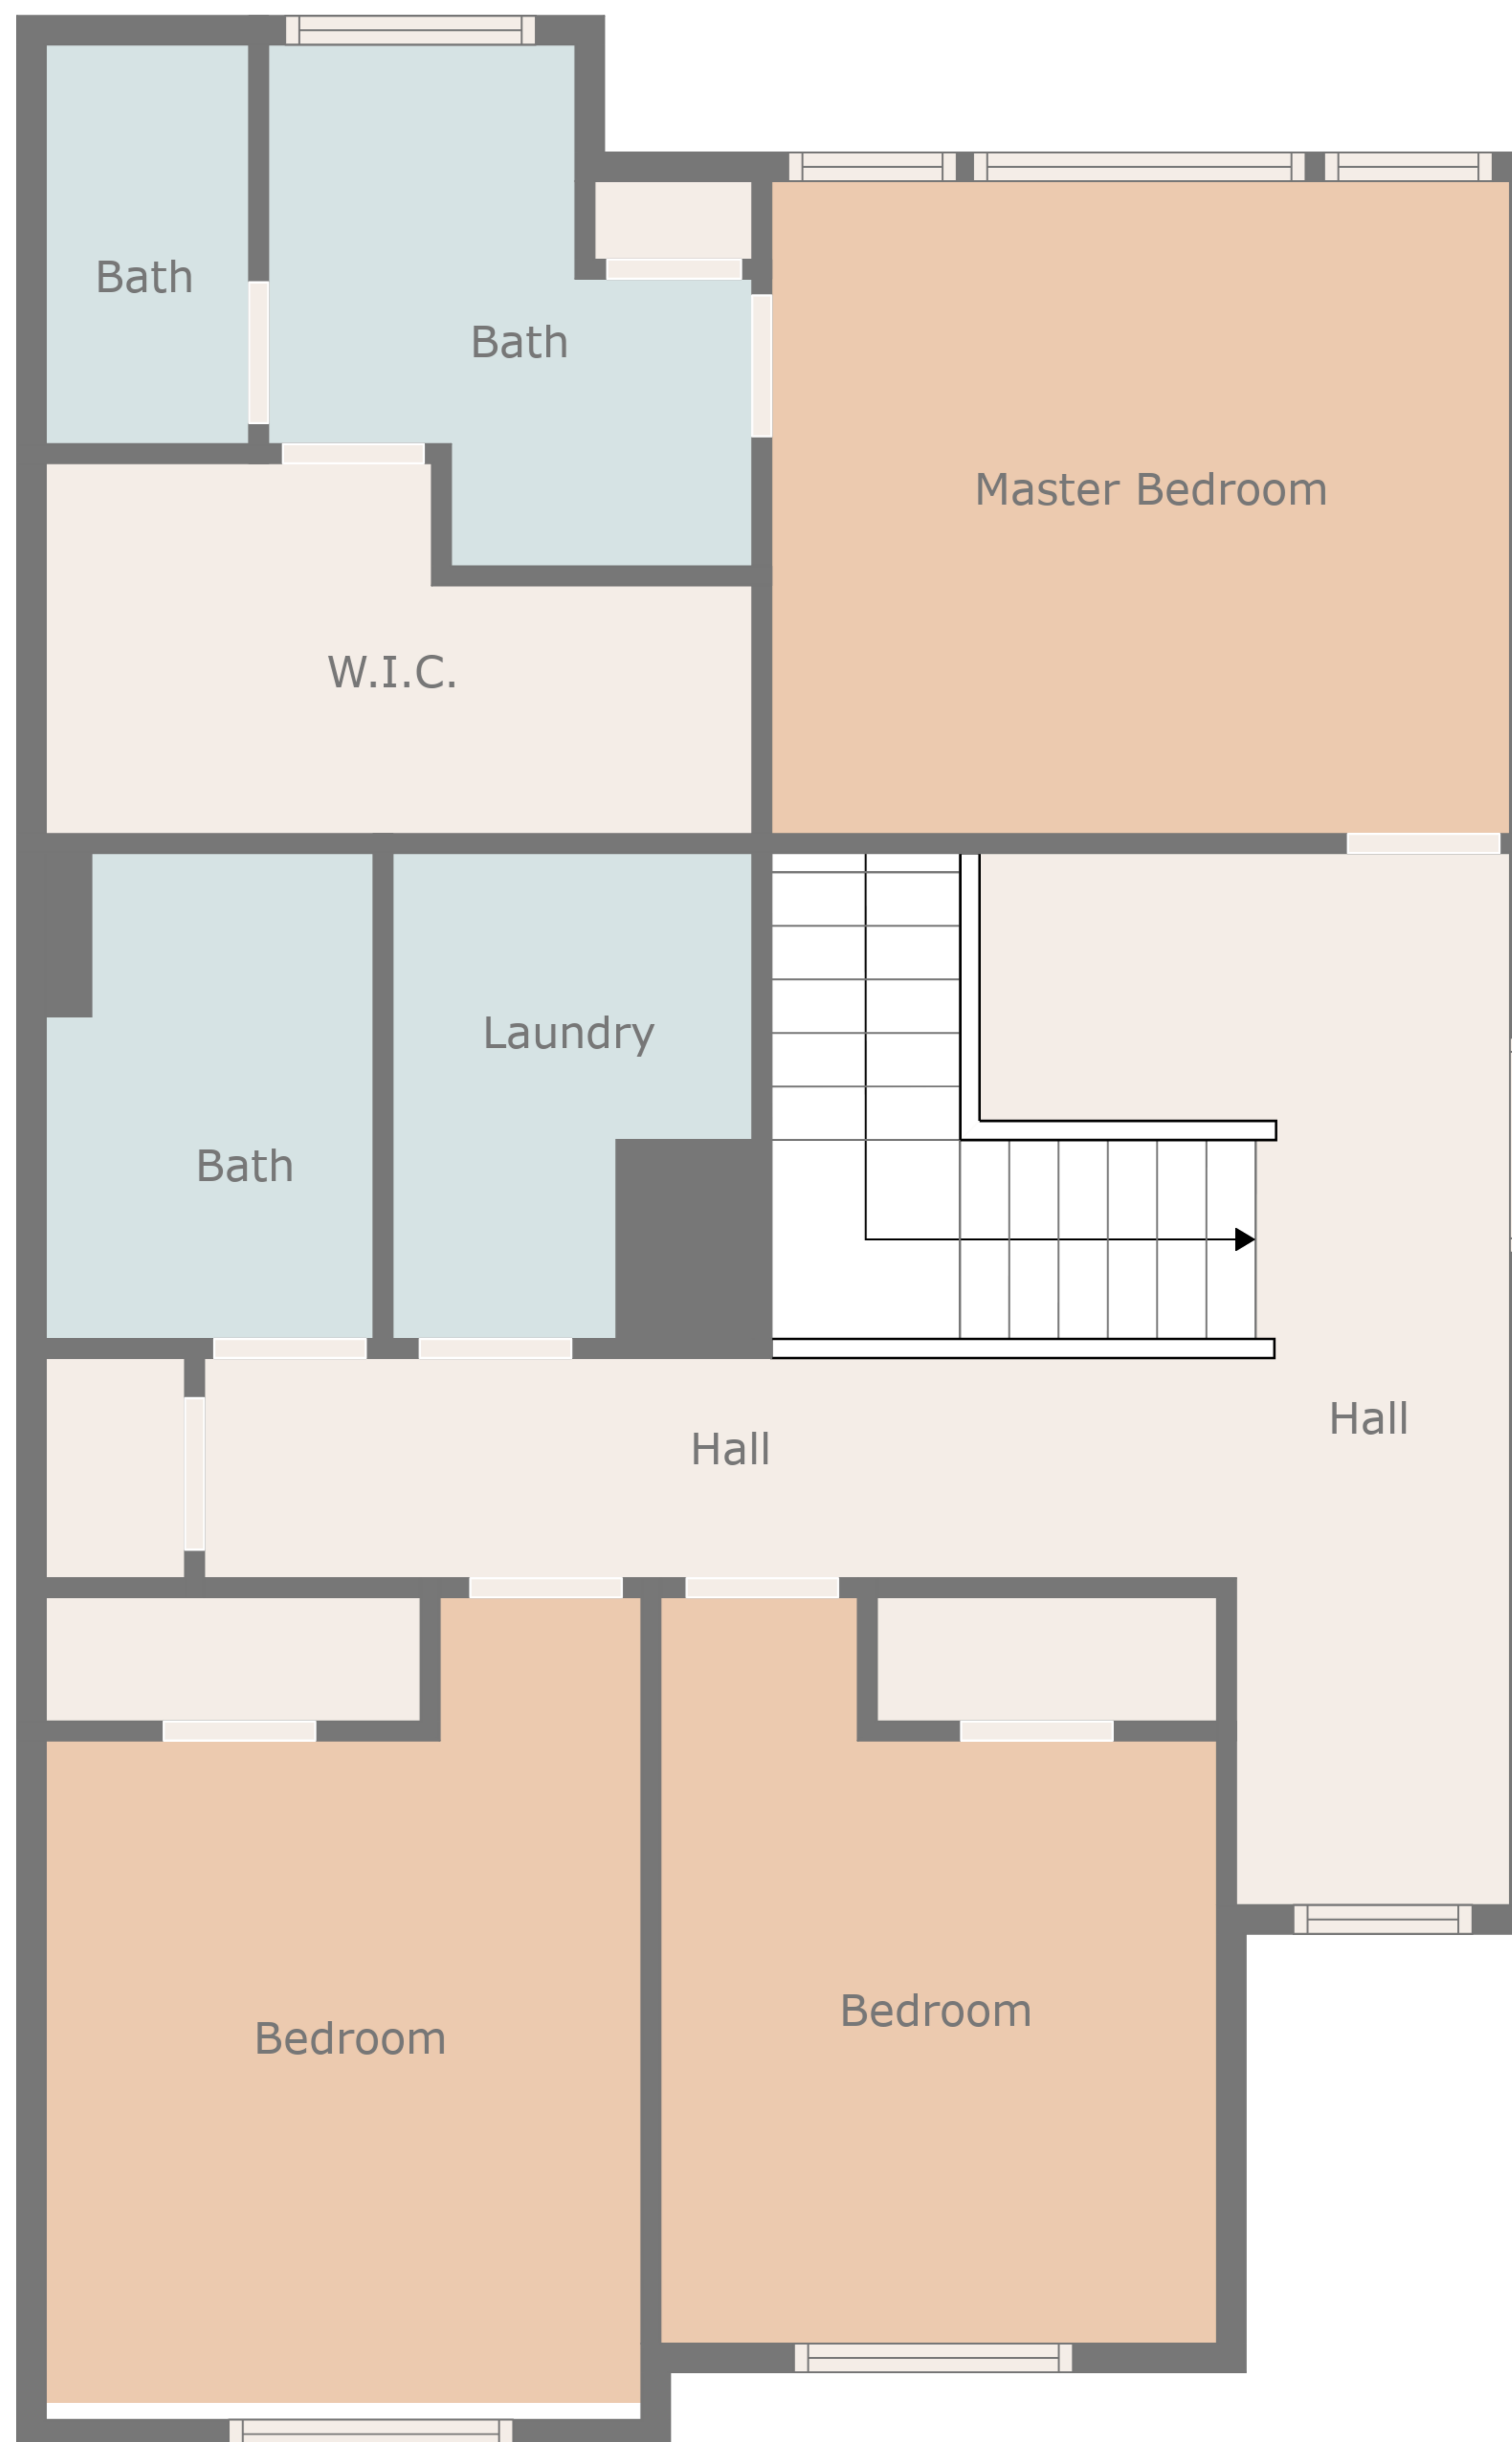 Bath
Bath
Master Bedroom
W.I.C.
Laundry
Bath
Hall
Hall
Bedroom
Bedroom